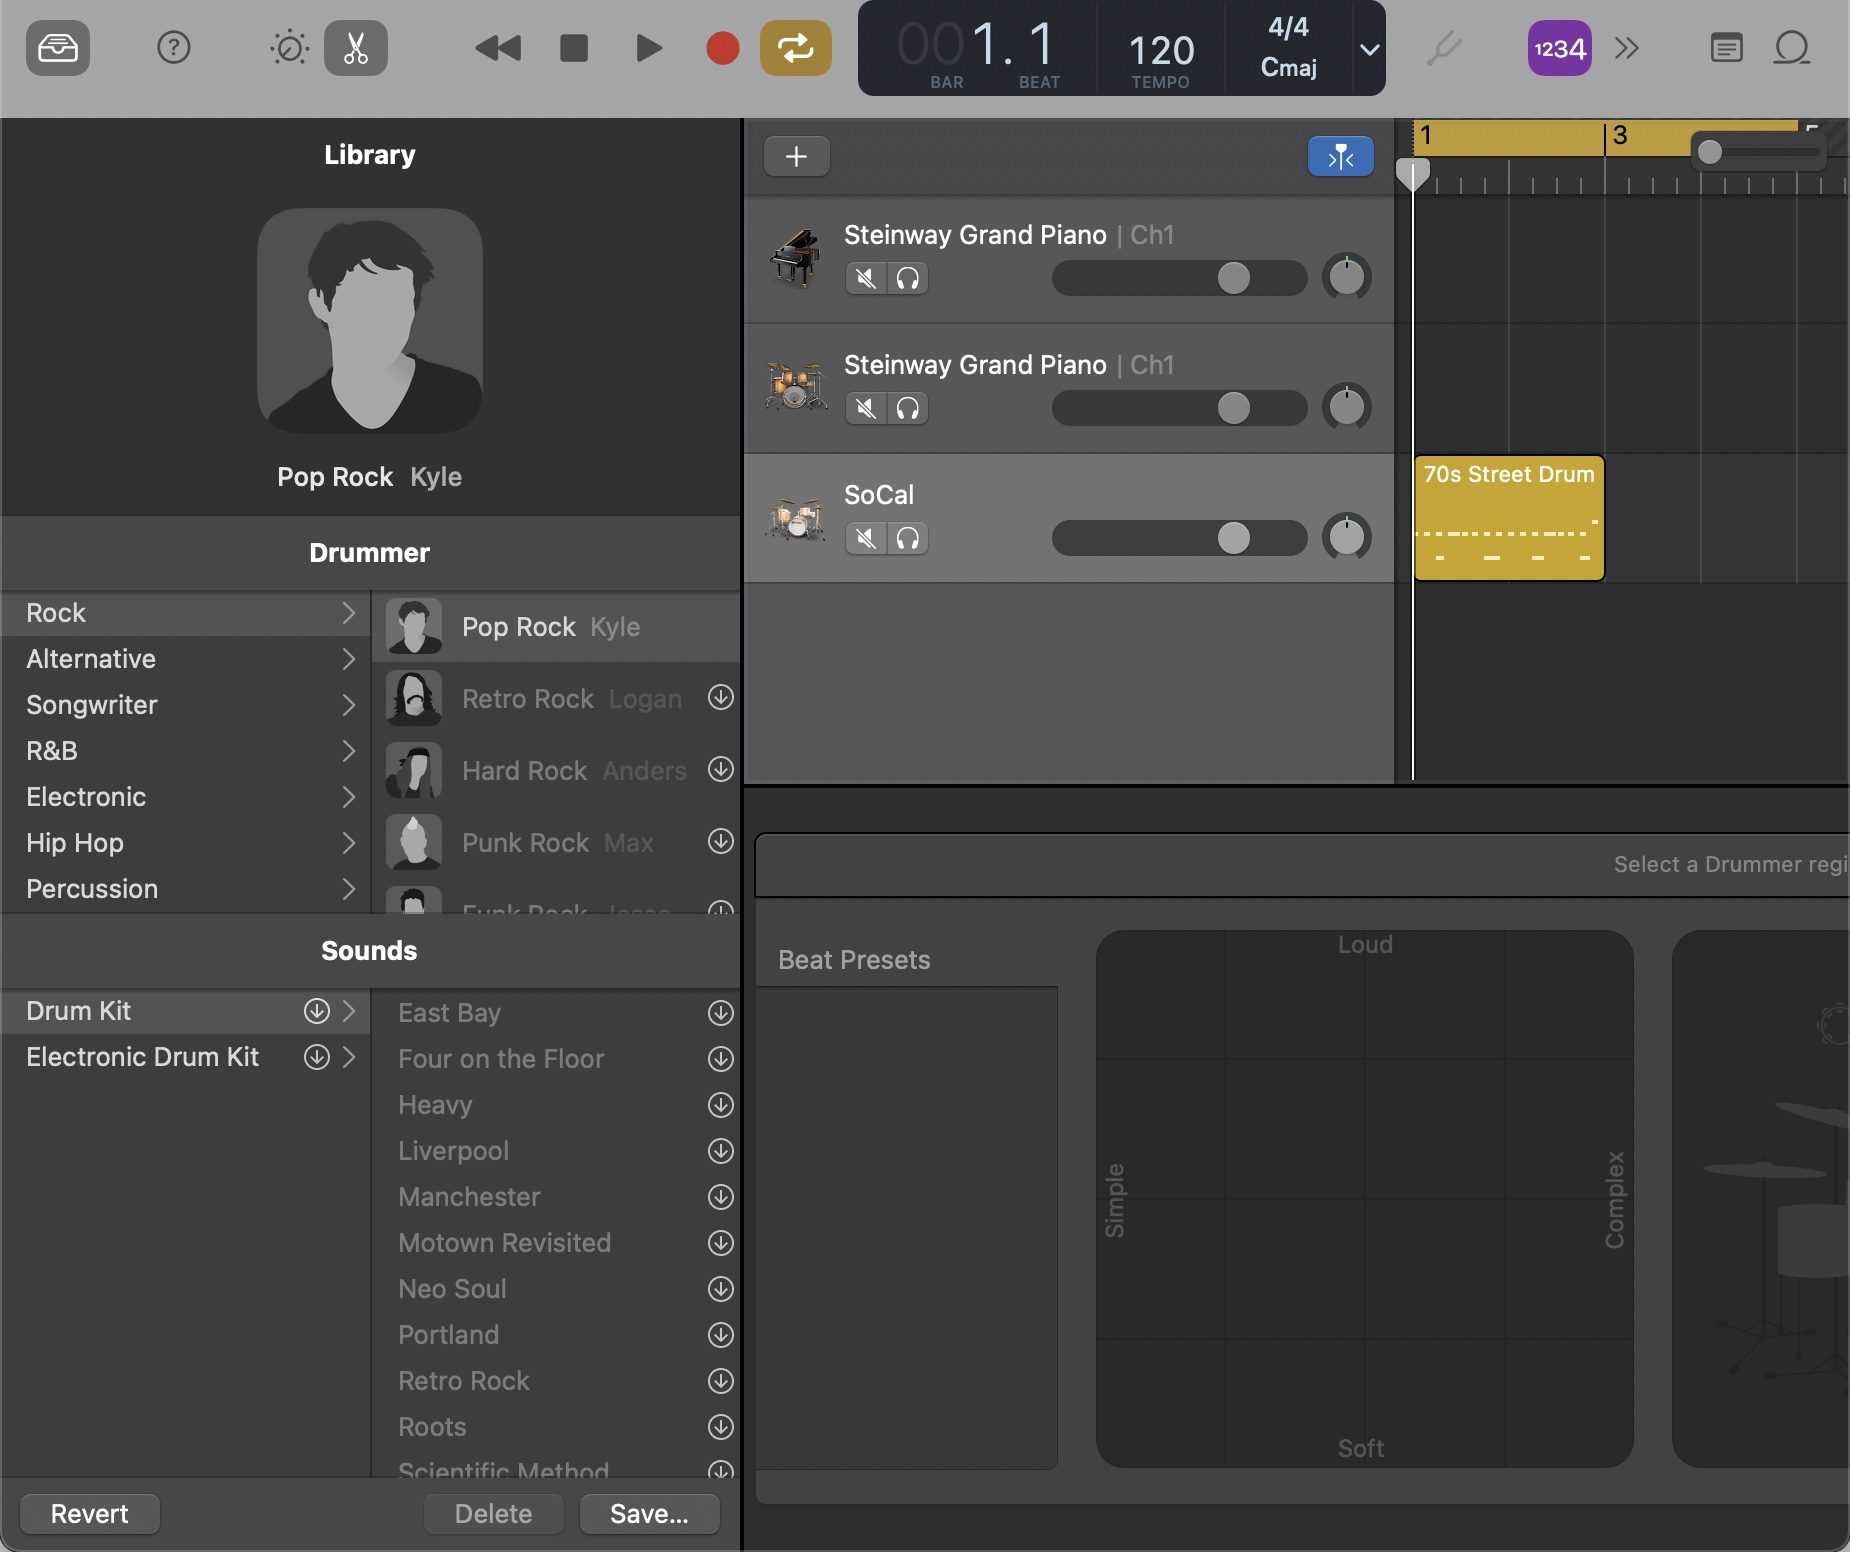 ?
001.1
BAR
BEAT
120
TEMPO
4/4
Cmaj
1234
Library
Pop Rock Kyle
Drummer
Rock
Alternative
Songwriter
R&B
Electronic
Hip Hop
Percussion
Pop Rock Kyle
Retro Rock Logan
Hard Rock Anders
Punk Rock Max
Funk Rock Jesse
Sounds
Drum Kit
Electronic Drum Kit
East Bay
Four on the Floor
Heavy
Liverpool
Manchester
Motown Revisited
Neo Soul
Portland
Retro Rock
Roots
Scientific Method
Revert
Delete
Save...
1
3
5
Steinway Grand Piano | Ch1
Steinway Grand Piano | Ch1
SoCal
70s Street Drum
Select a Drummer regi
Beat Presets
Loud
Simple
Complex
Soft